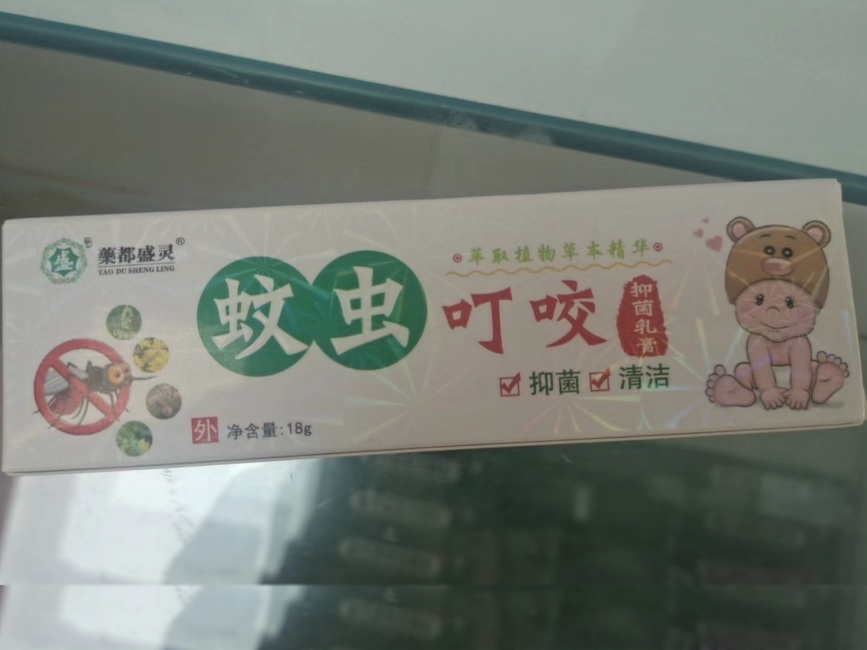 盛
藥都盛灵®
YAO DU SHENG LING
萃取植物草本精华
蚊虫叮咬
抑菌乳膏
抑菌 清洁
外 净含量:18g